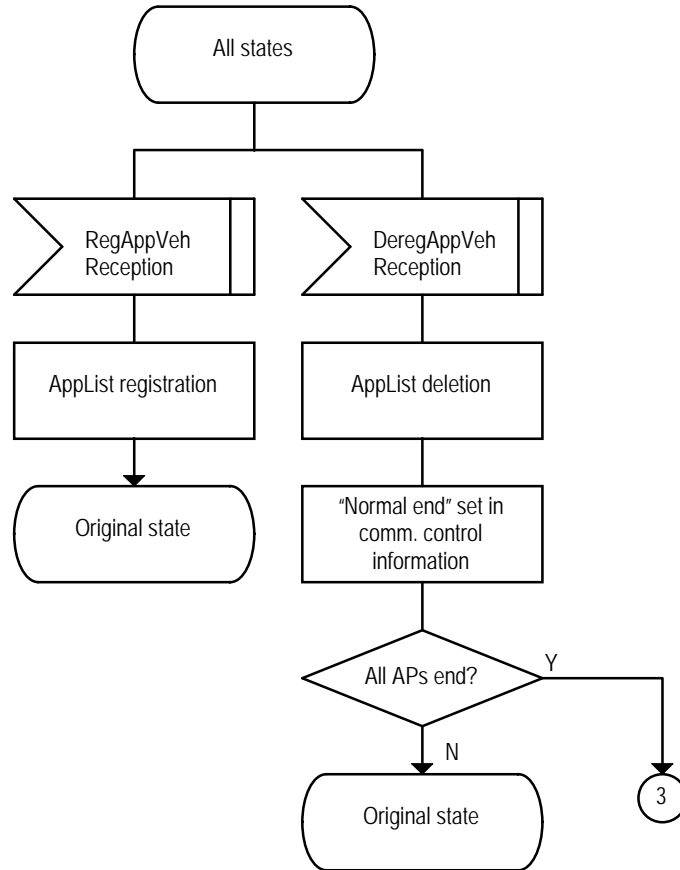 All states
RegAppVeh
Reception
DeregAppVeh
Reception
AppList registration
AppList deletion
Original state
“Normal end” set in
comm. control
information
All APs end?
Y
N
Original state
3